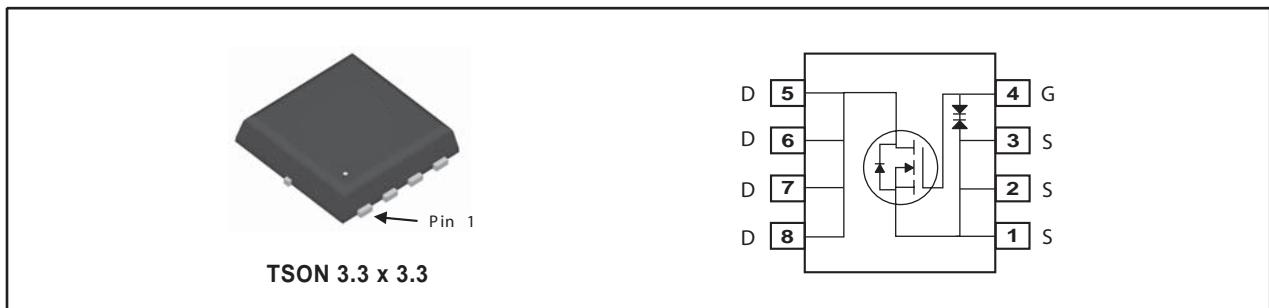 Pin 1
TSON 3.3 x 3.3
D 5 4 G
D 6 3 S
D 7 2 S
D 8 1 S